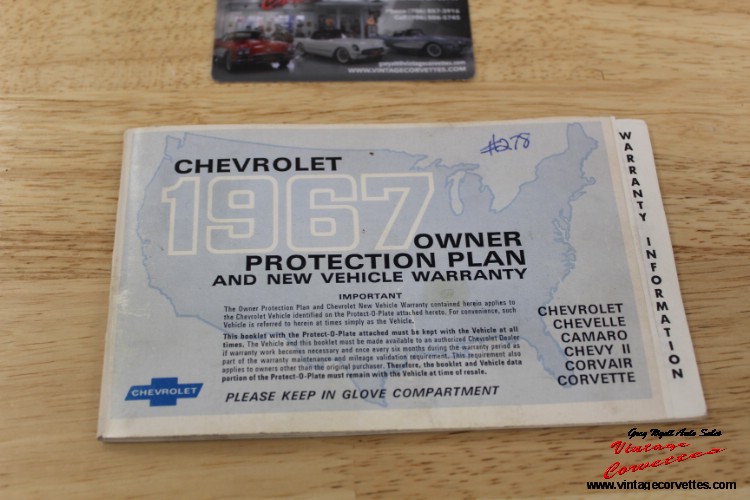 WWW.VINTAGECORVETTES.COM
#278
CHEVROLET
1967
OWNER
PROTECTION PLAN
AND NEW VEHICLE WARRANTY
IMPORTANT
The Owner Protection Plan and Chevrolet New Vehicle Warranty contained herein applies to
the Chevrolet Vehicle identified on the Protect-O-Plate attached hereto. For convenience, such
Vehicle is referred to herein at times simply as the Vehicle.
This booklet with the Protect-O-Plate attached must be kept with the Vehicle at all
times. The Vehicle and this booklet must be made available to an authorized Chevrolet Dealer
if warranty work becomes necessary and once every six months during the warranty period as
part of the warranty maintenance and mileage validation requirement. This requirement also
applies to owners other than the original purchaser. Therefore, the booklet and Vehicle data
portion of the Protect-O-Plate must remain with the Vehicle at time of resale.
CHEVROLET
PLEASE KEEP IN GLOVE COMPARTMENT
CHEVROLET
CHEVELLE
CAMARO
CHEVY II
CORVAIR
CORVETTE
WARRANTY INFORMATION
Greg Wyatt Auto Sales
Vintage
Corvettes
www.vintagecorvettes.com